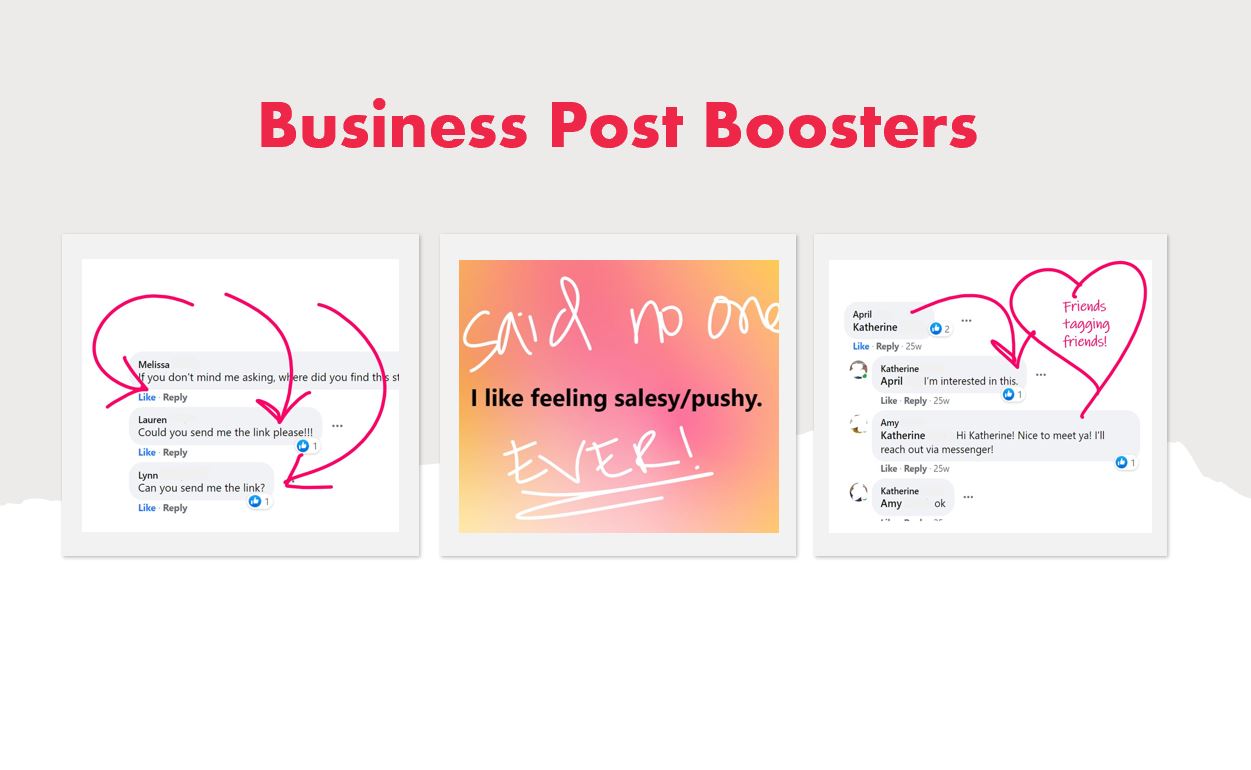 Business Post Boosters
Melissa
If you don't mind me asking, where did you find this st
Like · Reply
Lauren
Could you send me the link please!!!
1
Like · Reply
Lynn
Can you send me the link?
1
Like · Reply
said no one
I like feeling salesy/pushy.
EVER!
April
Katherine
2
Like · Reply · 25w
Katherine
April I'm interested in this.
1
Like · Reply · 25w
Amy
Katherine Hi Katherine! Nice to meet ya! I'll
reach out via messenger!
1
Like · Reply · 25w
Katherine
Amy ok
Friends
tagging
friends!